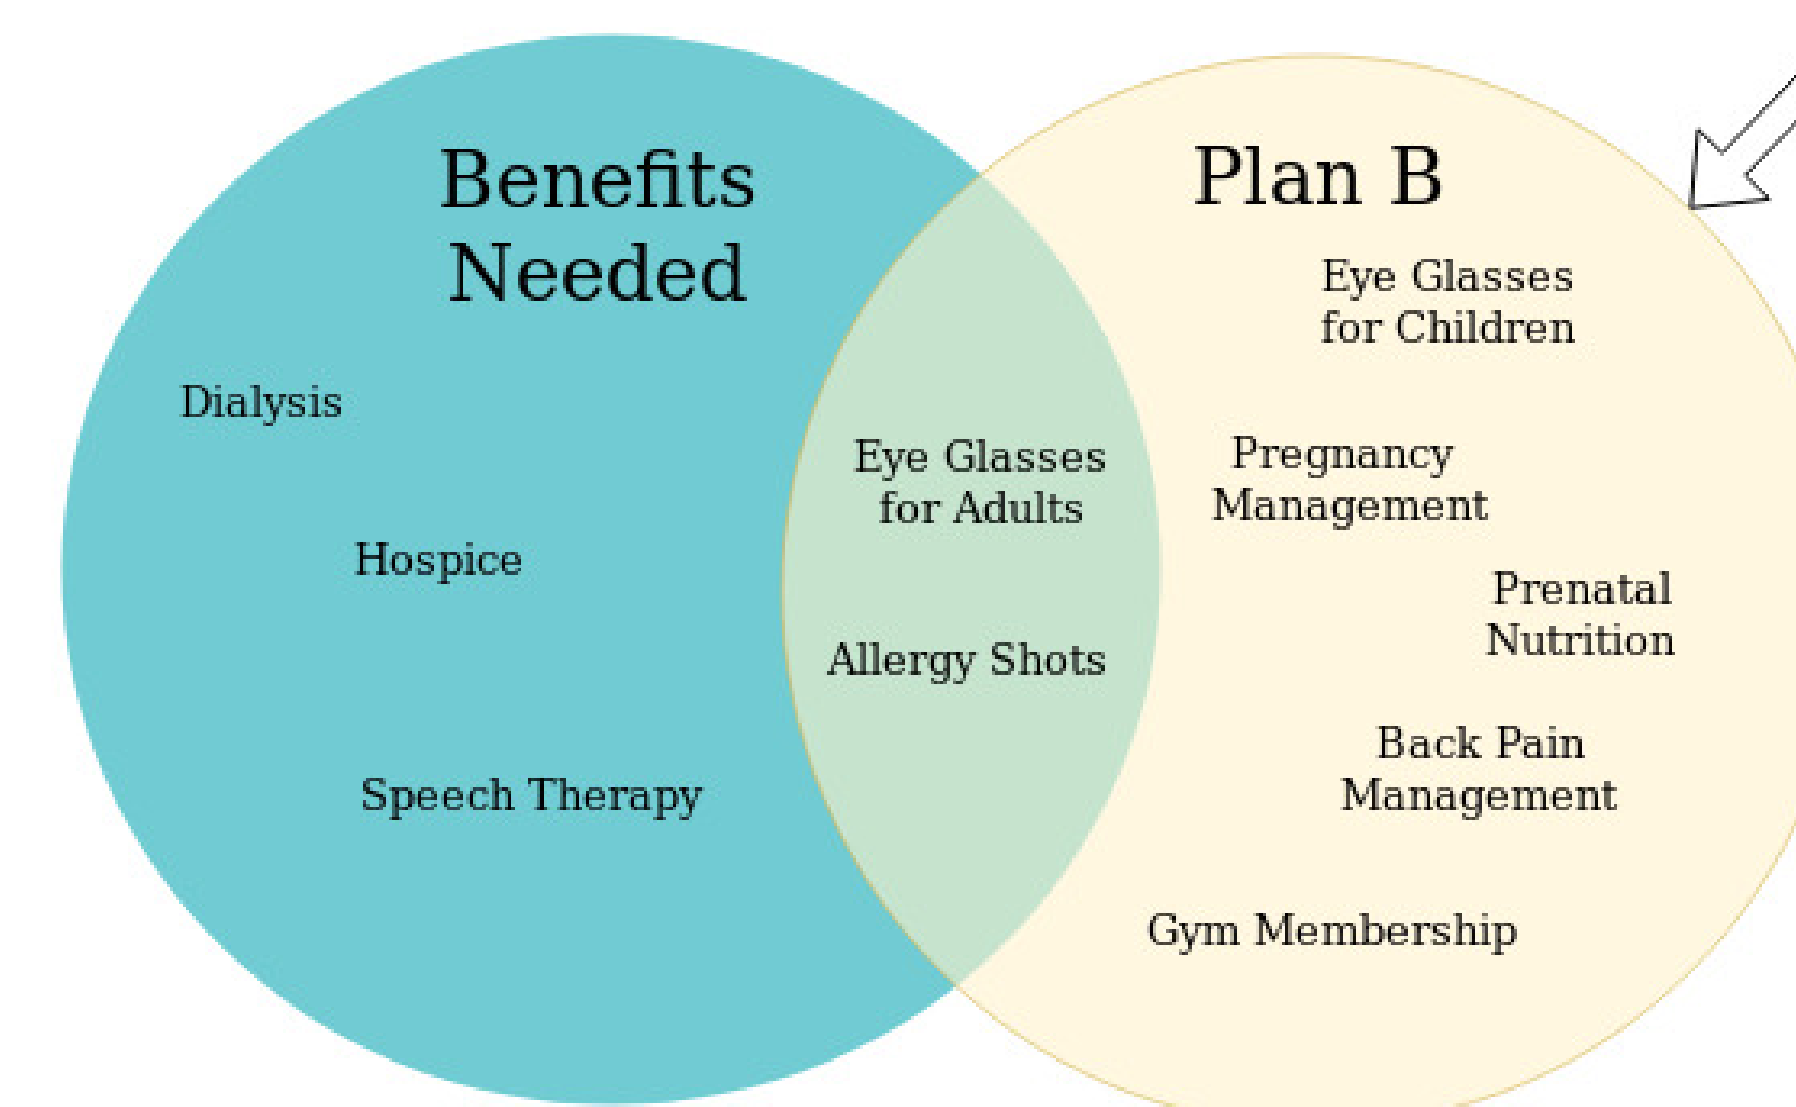 Benefits
Needed
Dialysis
Hospice
Speech Therapy
Eye Glasses
for Adults
Allergy Shots
Plan B
Eye Glasses
for Children
Pregnancy
Management
Prenatal
Nutrition
Back Pain
Management
Gym Membership